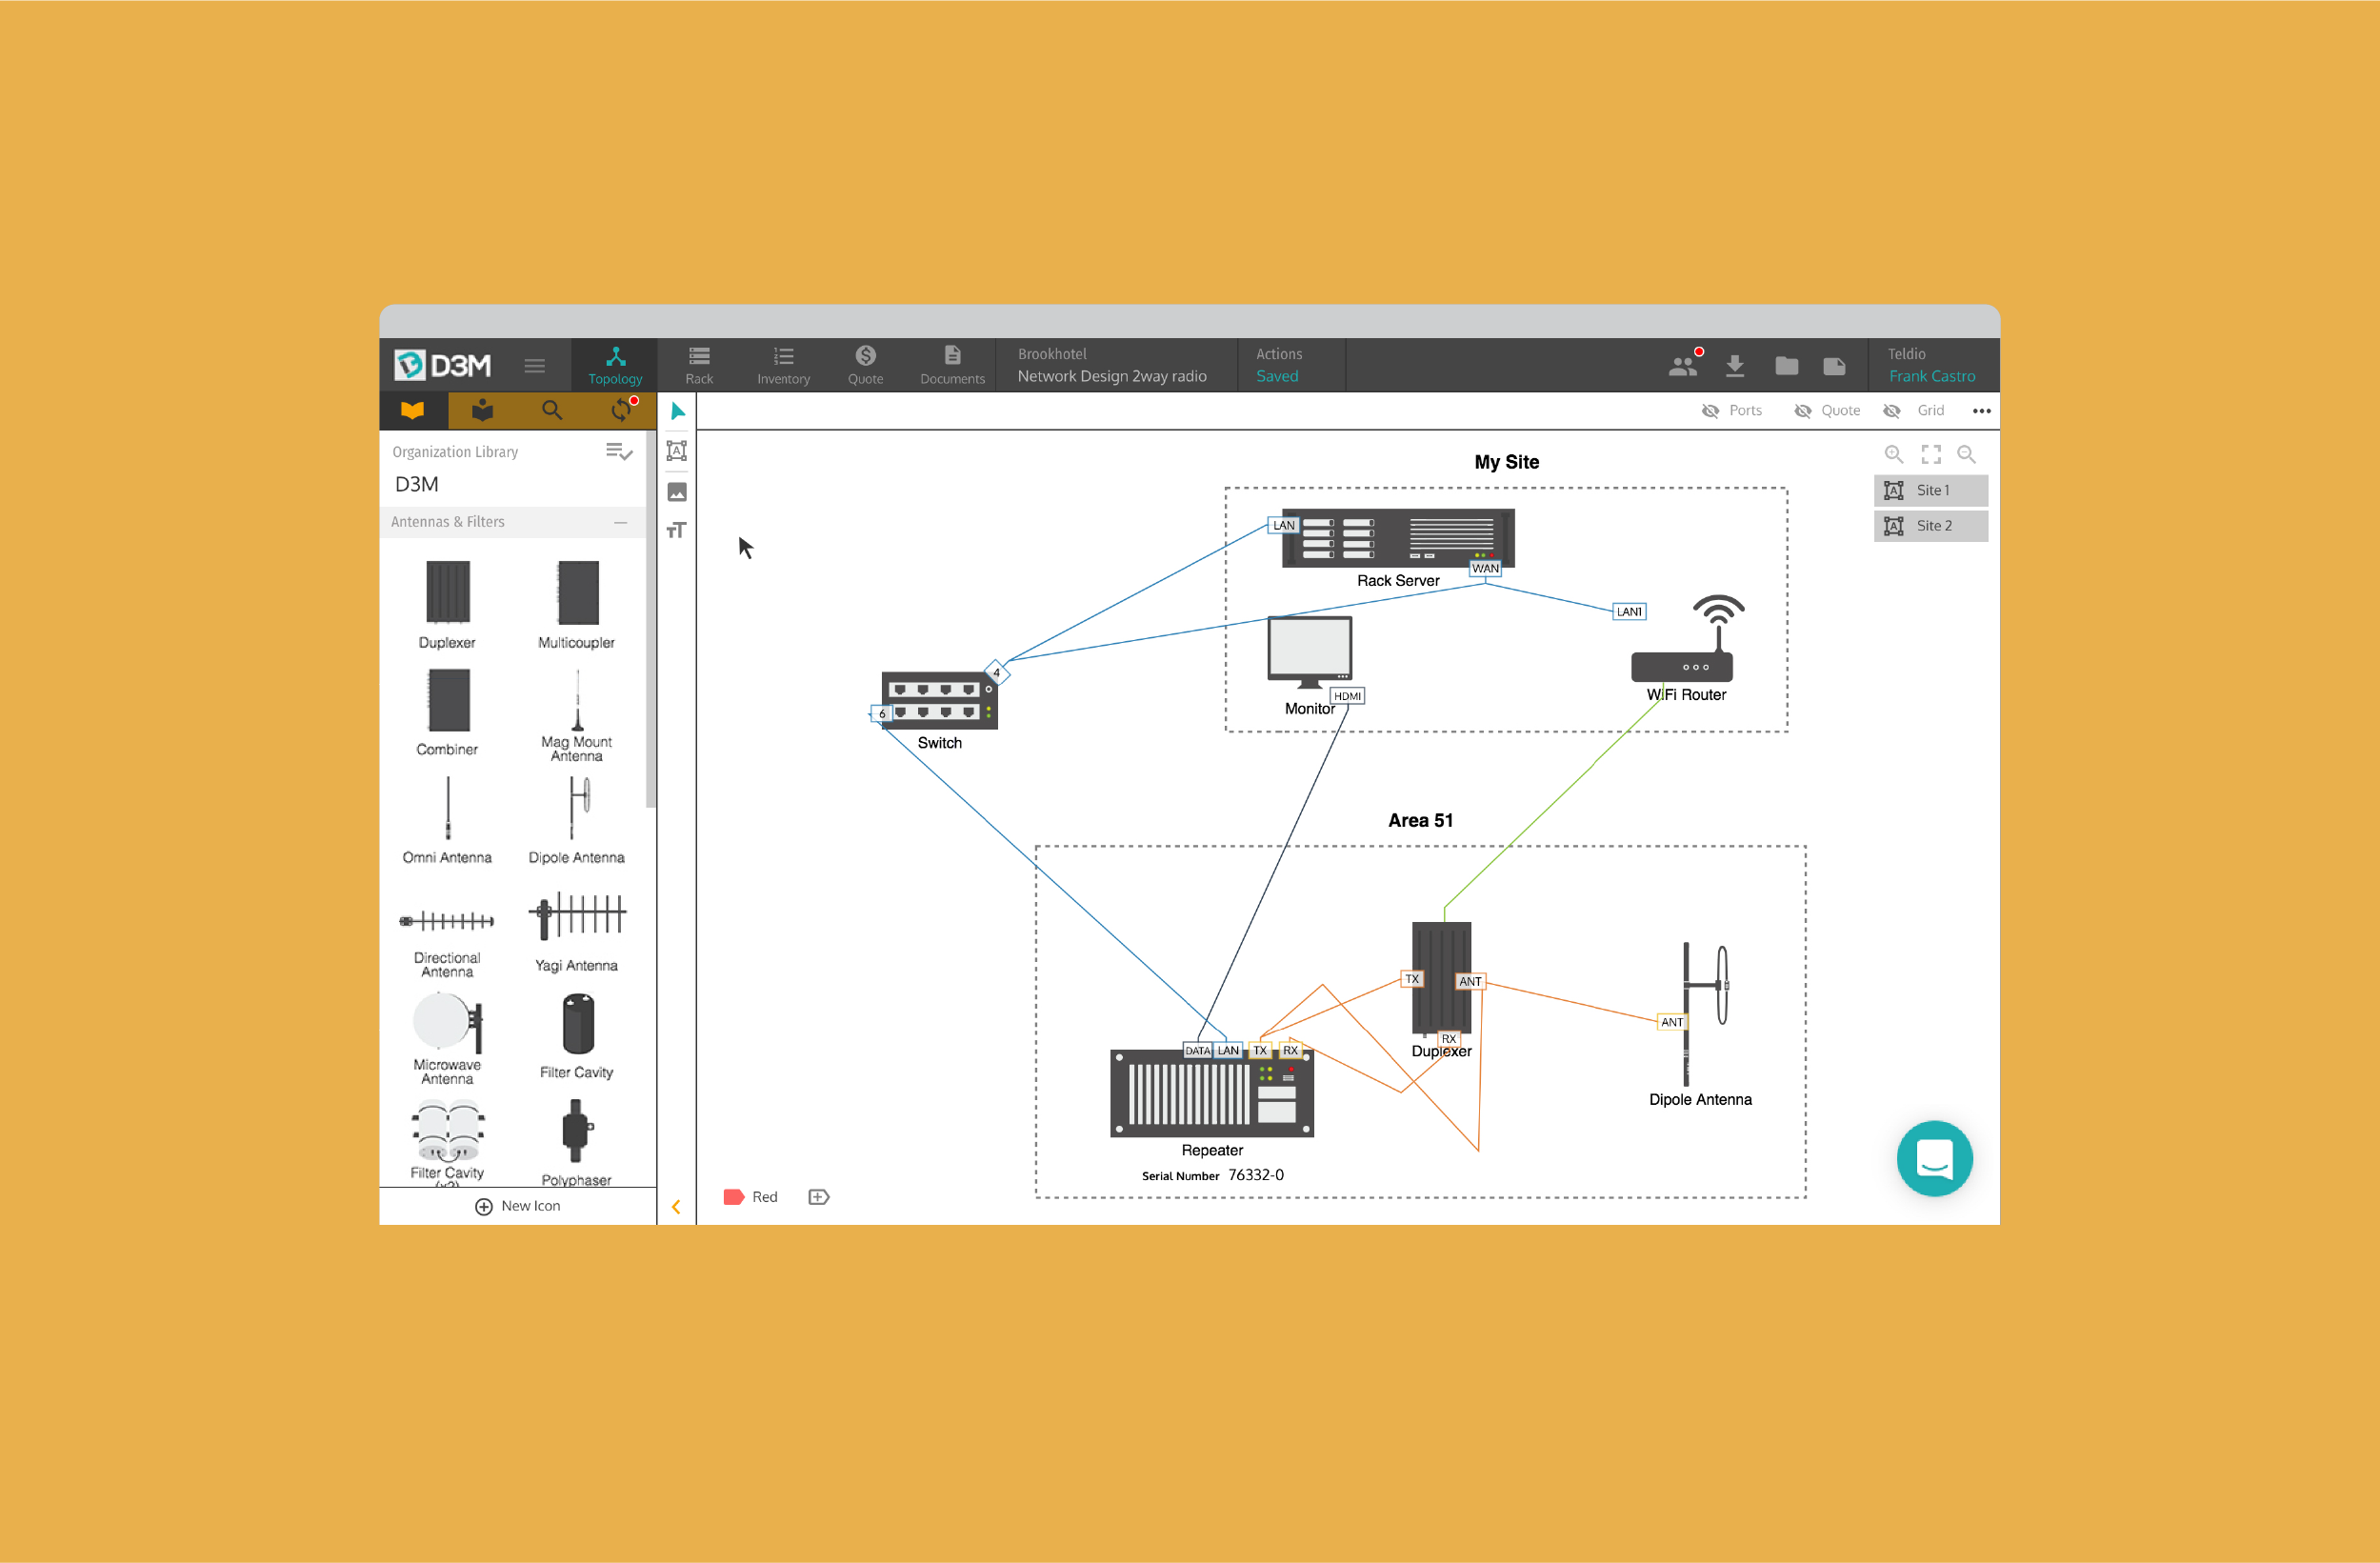 D3M
Topology
Rack
Inventory
Quote
Documents
Brookhotel
Network Design 2way radio
Actions
Saved
Teldio
Frank Castro
Ports
Quote
Grid
Organization Library
D3M
Antennas & Filters
Duplexer
Multicoupler
Combiner
Mag Mount
Antenna
Omni Antenna
Dipole Antenna
Directional
Antenna
Yagi Antenna
Microwave
Antenna
Filter Cavity
Filter Cavity
(x2)
Polyphaser
New Icon
Site 1
Site 2
My Site
LAN
WAN
Rack Server
LAN1
HDMI
Monitor
WiFi Router
4
6
Switch
Area 51
TX
ANT
RX
Duplexer
ANT
Dipole Antenna
DATA
LAN
TX
RX
Repeater
Serial Number 76332-0
Red